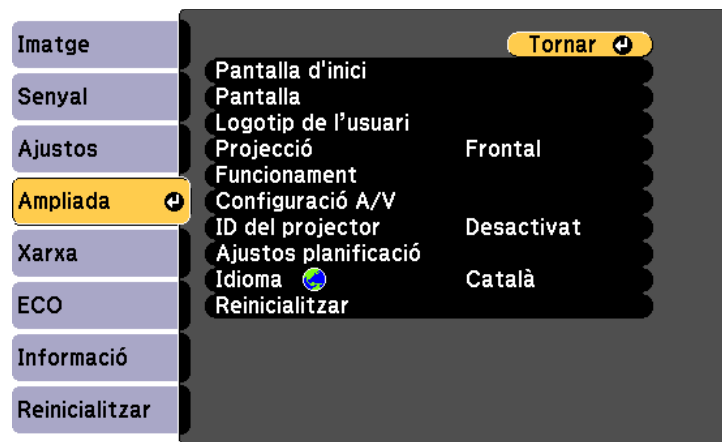 Imatge
Senyal
Ajustos
Ampliada
Xarxa
ECO
Informació
Reinicialitzar
Tornar
Pantalla d'inici
Pantalla
Logotip de l’usuari
Projecció Frontal
Funcionament
Configuració A/V
ID del projector Desactivat
Ajustos planificació
Idioma Català
Reinicialitzar